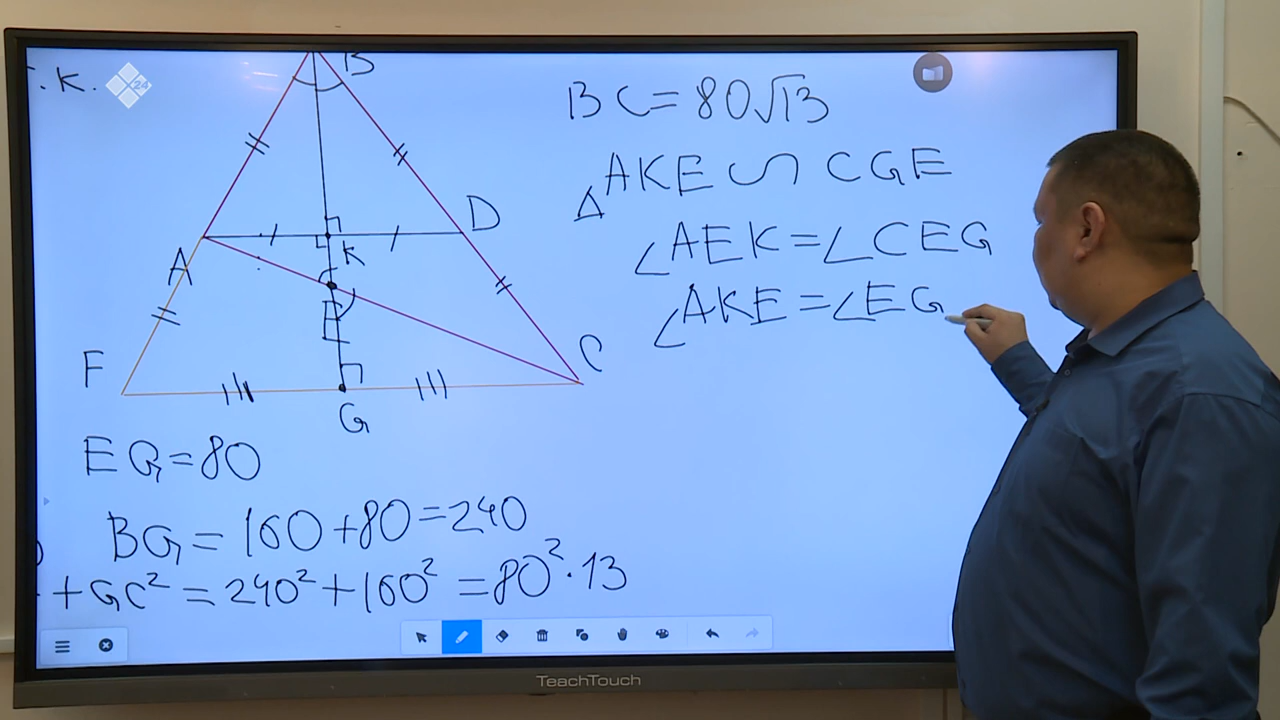 т.к.
24
B
A
D
K
E
F
C
G
EG=80
BG=160+80=240
+GC²=240²+160²=80²·13
BC=80√13
△AKE∽CGE
∠AEK=∠CEG
∠AKE=∠EG
TeachTouch